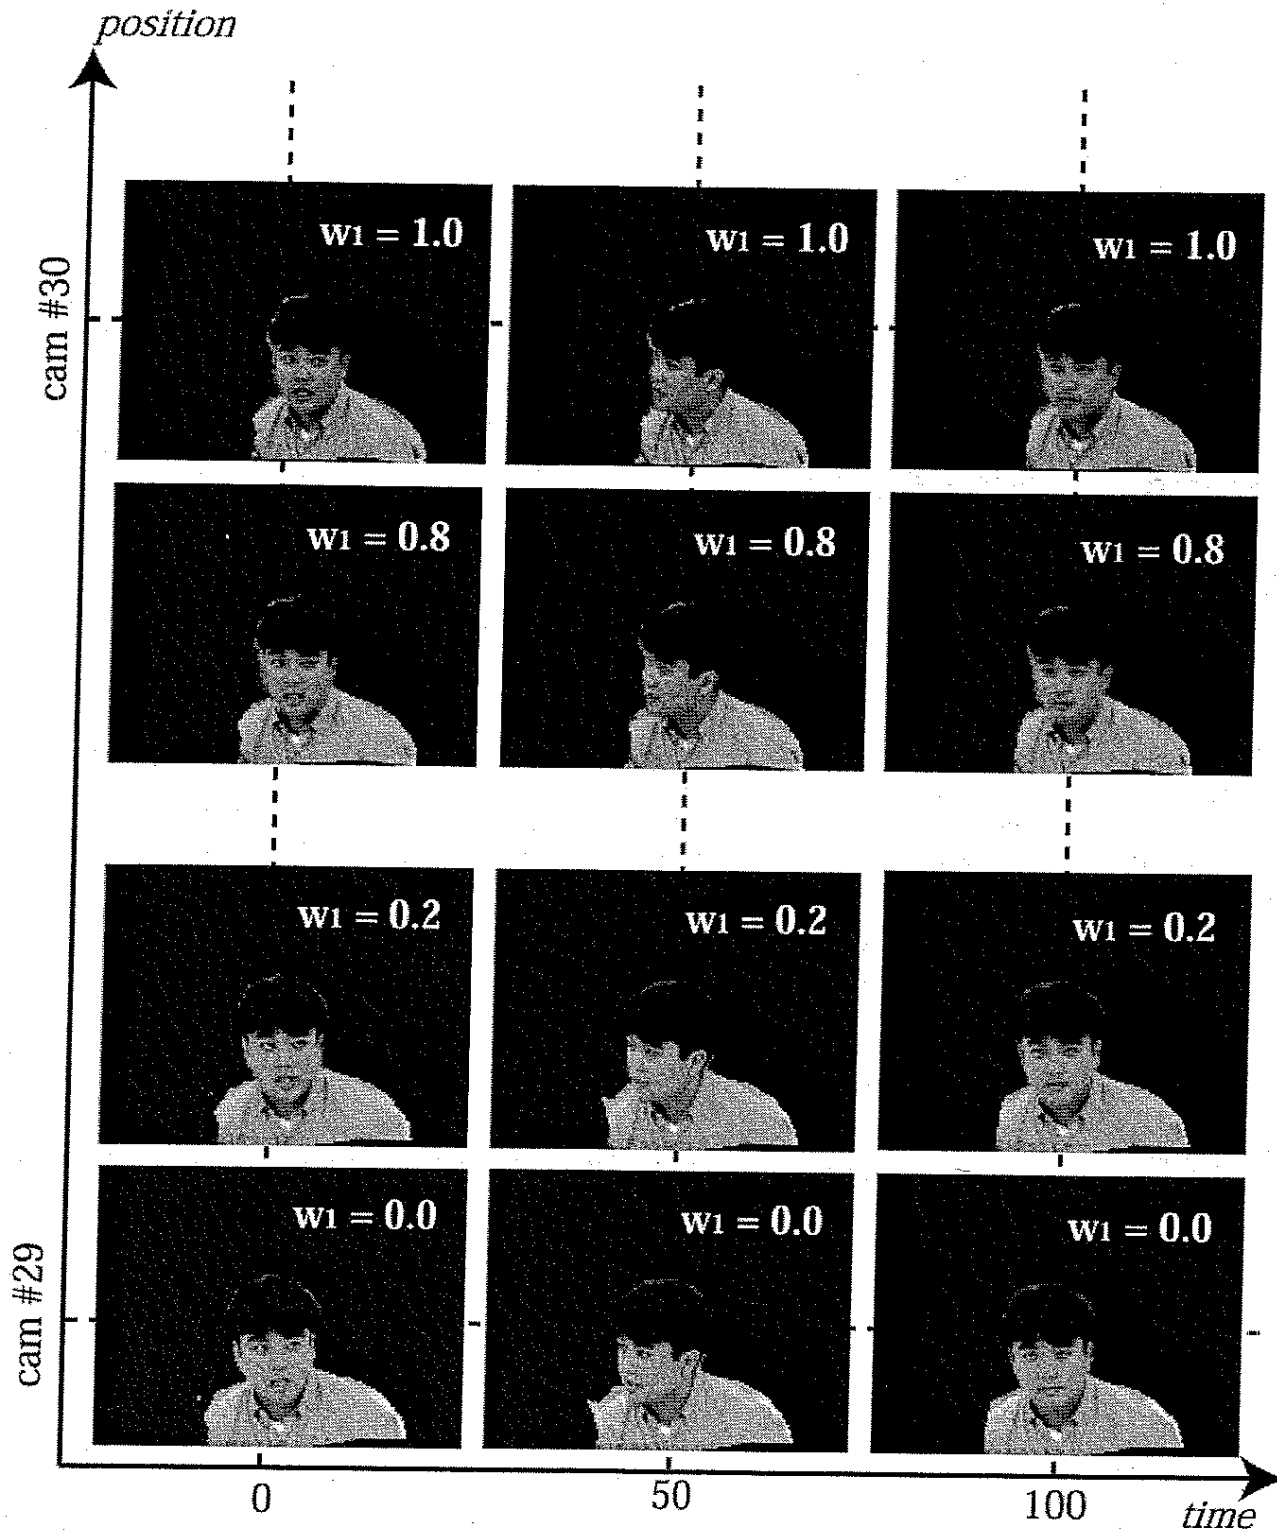 position
cam #30
w1 = 1.0
w1 = 1.0
w1 = 1.0
w1 = 0.8
w1 = 0.8
w1 = 0.8
w1 = 0.2
w1 = 0.2
w1 = 0.2
cam #29
w1 = 0.0
w1 = 0.0
w1 = 0.0
0
50
100
time